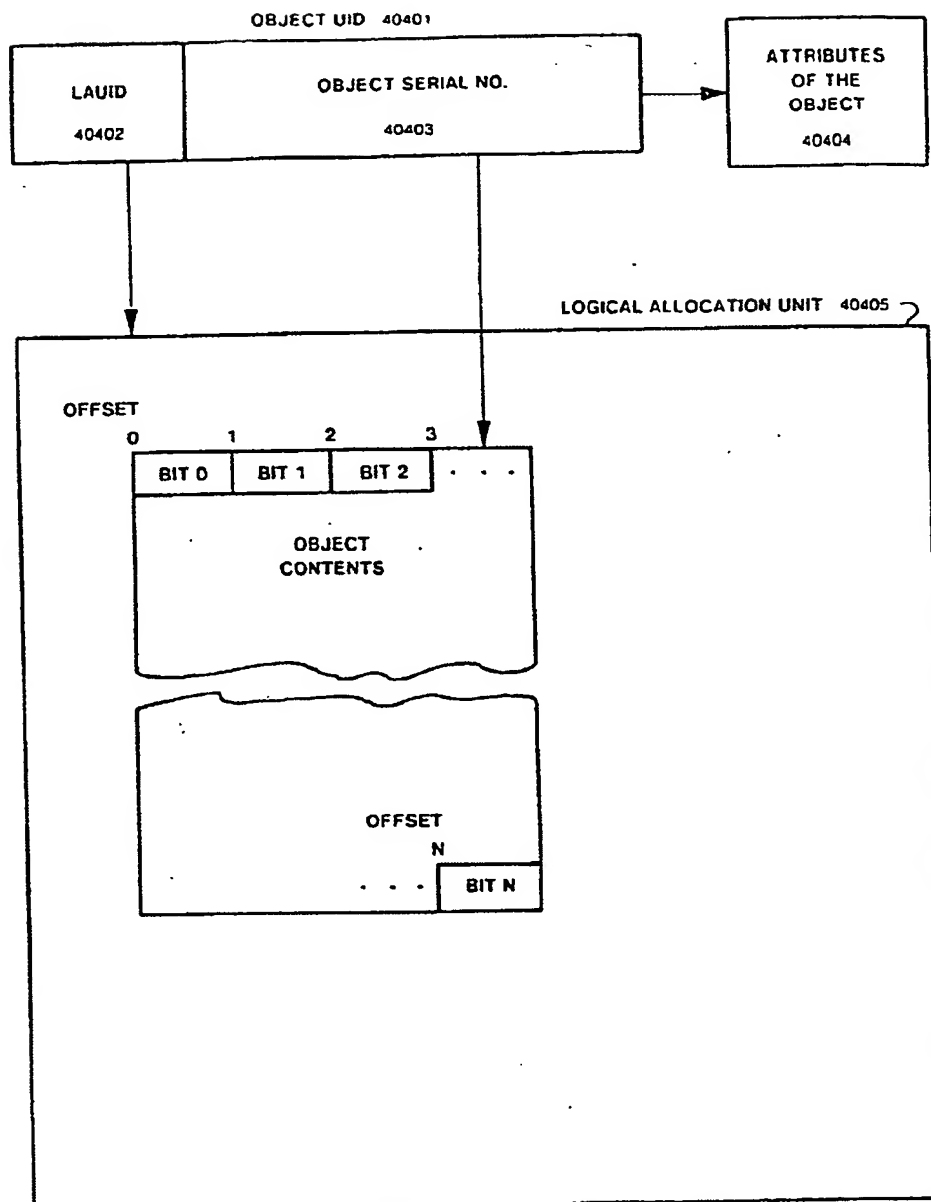 OBJECT UID 40401
LAUID
40402
OBJECT SERIAL NO.
40403
ATTRIBUTES
OF THE
OBJECT
40404
LOGICAL ALLOCATION UNIT 40405
OFFSET
0 1 2 3
BIT 0 BIT 1 BIT 2 . . .
OBJECT
CONTENTS
OFFSET
N
. . . BIT N